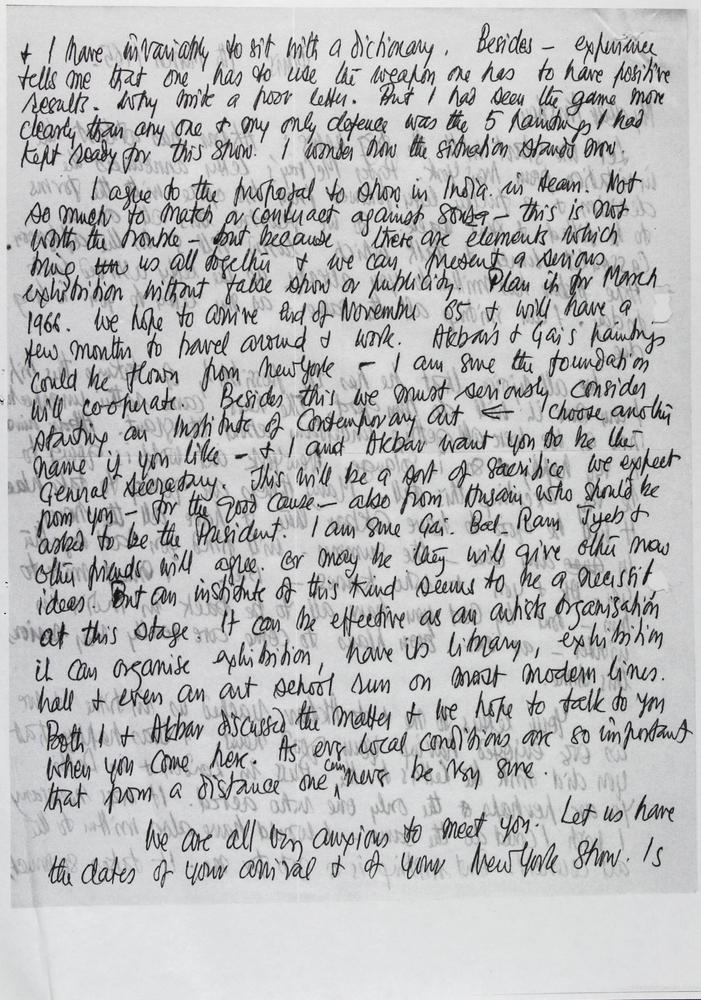 & I have invariably to sit with a dictionary. Besides – experience
tells me that one has to use the weapon one has to have positive
results. Why write a poor letter. But I had seen the game more
clearly than any one & my only defence was the 5 paintings I had
kept ready for this show. I wonder how the situation stands now.
I agree to the proposal to show in India in team. Not
so much to match or contract against Souza – this is not
worth the trouble – but because there are elements which
bring us all together & we can present a serious
exhibition without false show or publicity. Plan it for March
1966. We hope to arrive end of November 65 & will have a
few months to travel around & work. Akbar's & Gai's paintings
could be flown from New York – I am sure the foundation
will co-operate. Besides this we must seriously consider
starting an Institute of Contemporary Art ← choose another
name if you like – & I and Akbar want you to be the
General Secretary. This will be a sort of sacrifice we expect
from you – for the good cause – also from Husain who should be
asked to be the President. I am sure Gai. Bal. Ram Tyeb &
other friends will agree. Or may be they will give other new
ideas. But an institute of this kind seems to be a necessit
at this stage. It can be effective as an artists organisation
it can organise exhibition, have its library, exhibition
hall & even an art school run on most modern lines.
Both I & Akbar discussed the matter & we hope to talk to you
when you come here. As local conditions are so important
that from a distance one can never be very sure.
We are all very anxious to meet you. Let us have
the dates of your arrival & of your New York show. Is